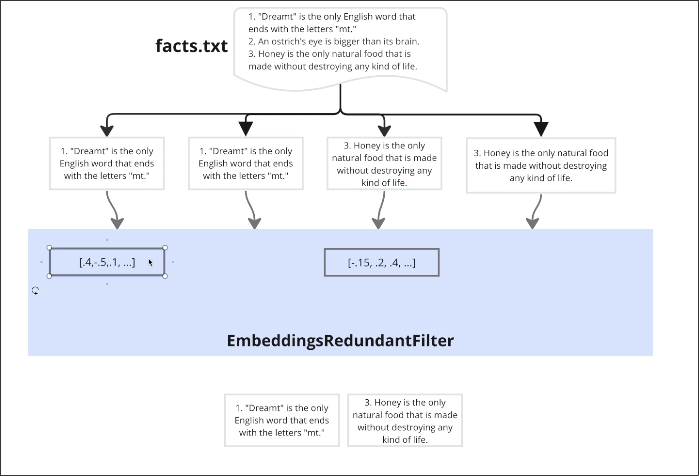 facts.txt
1. "Dreamt" is the only English word that
ends with the letters "mt."
2. An ostrich's eye is bigger than its brain.
3. Honey is the only natural food that is
made without destroying any kind of life.
1. "Dreamt" is the only
English word that ends
with the letters "mt."
1. "Dreamt" is the only
English word that ends
with the letters "mt."
3. Honey is the only
natural food that is made
without destroying any
kind of life.
3. Honey is the only natural food
that is made without destroying
any kind of life.
[.4,-.5,.1, ...]
[-.15, .2, .4, ...]
EmbeddingsRedundantFilter
1. "Dreamt" is the only
English word that ends
with the letters "mt."
3. Honey is the only
natural food that is made
without destroying any
kind of life.